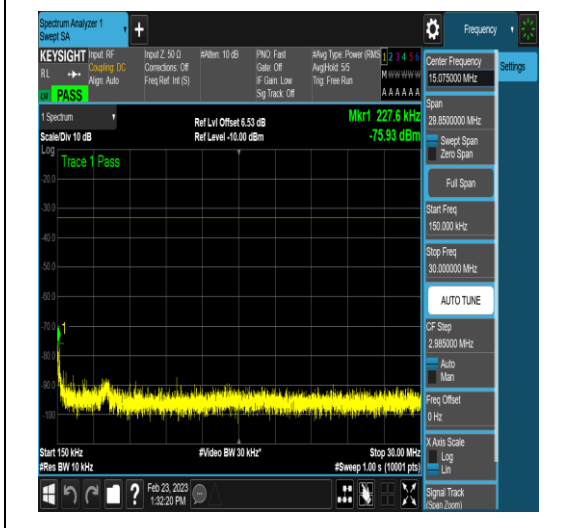 Spectrum Analyzer 1
Swept SA
+
Frequency
KEYSIGHT
Input: RF
Coupling: DC
Align: Auto
Input Z: 50 Ω
Corrections: Off
Freq Ref: Int (S)
#Atten: 10 dB
PNO: Fast
Gate: Off
IF Gain: Low
Sig Track: Off
#Avg Type: Power (RMS
Avg|Hold: 5/5
Trig: Free Run
1 2 3 4 5 6
M W W W W W
A A A A A A
RL
PASS
1 Spectrum
Scale/Div 10 dB
Ref Lvl Offset 6.53 dB
Ref Level -10.00 dBm
Mkr1 227.6 kHz
-75.93 dBm
Log
Trace 1 Pass
-20.0
-30.0
-40.0
-50.0
-60.0
-70.0
1
-80.0
-90.0
-100
Start 150 kHz
#Res BW 10 kHz
#Video BW 30 kHz*
Stop 30.00 MHz
#Sweep 1.00 s (10001 pts)
Feb 23, 2023
1:32:20 PM
?
Center Frequency
15.075000 MHz
Settings
Span
29.8500000 MHz
Swept Span
Zero Span
Full Span
Start Freq
150.000 kHz
Stop Freq
30.000000 MHz
AUTO TUNE
CF Step
2.985000 MHz
Auto
Man
Freq Offset
0 Hz
X Axis Scale
Log
Lin
Signal Track
(Span Zoom)